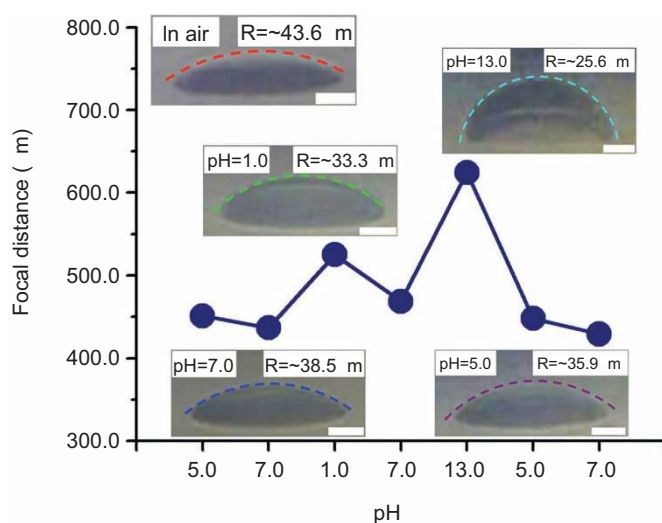 800.0
750.0
600.0
450.0
400.0
300.0
Focal distance ( m)
In air R=~43.6 m
pH=13.0 R=~25.6 m
pH=1.0 R=~33.3 m
pH=7.0 R=~38.5 m
pH=5.0 R=~35.9 m
5.0 7.0 1.0 7.0 13.0 5.0 7.0
pH